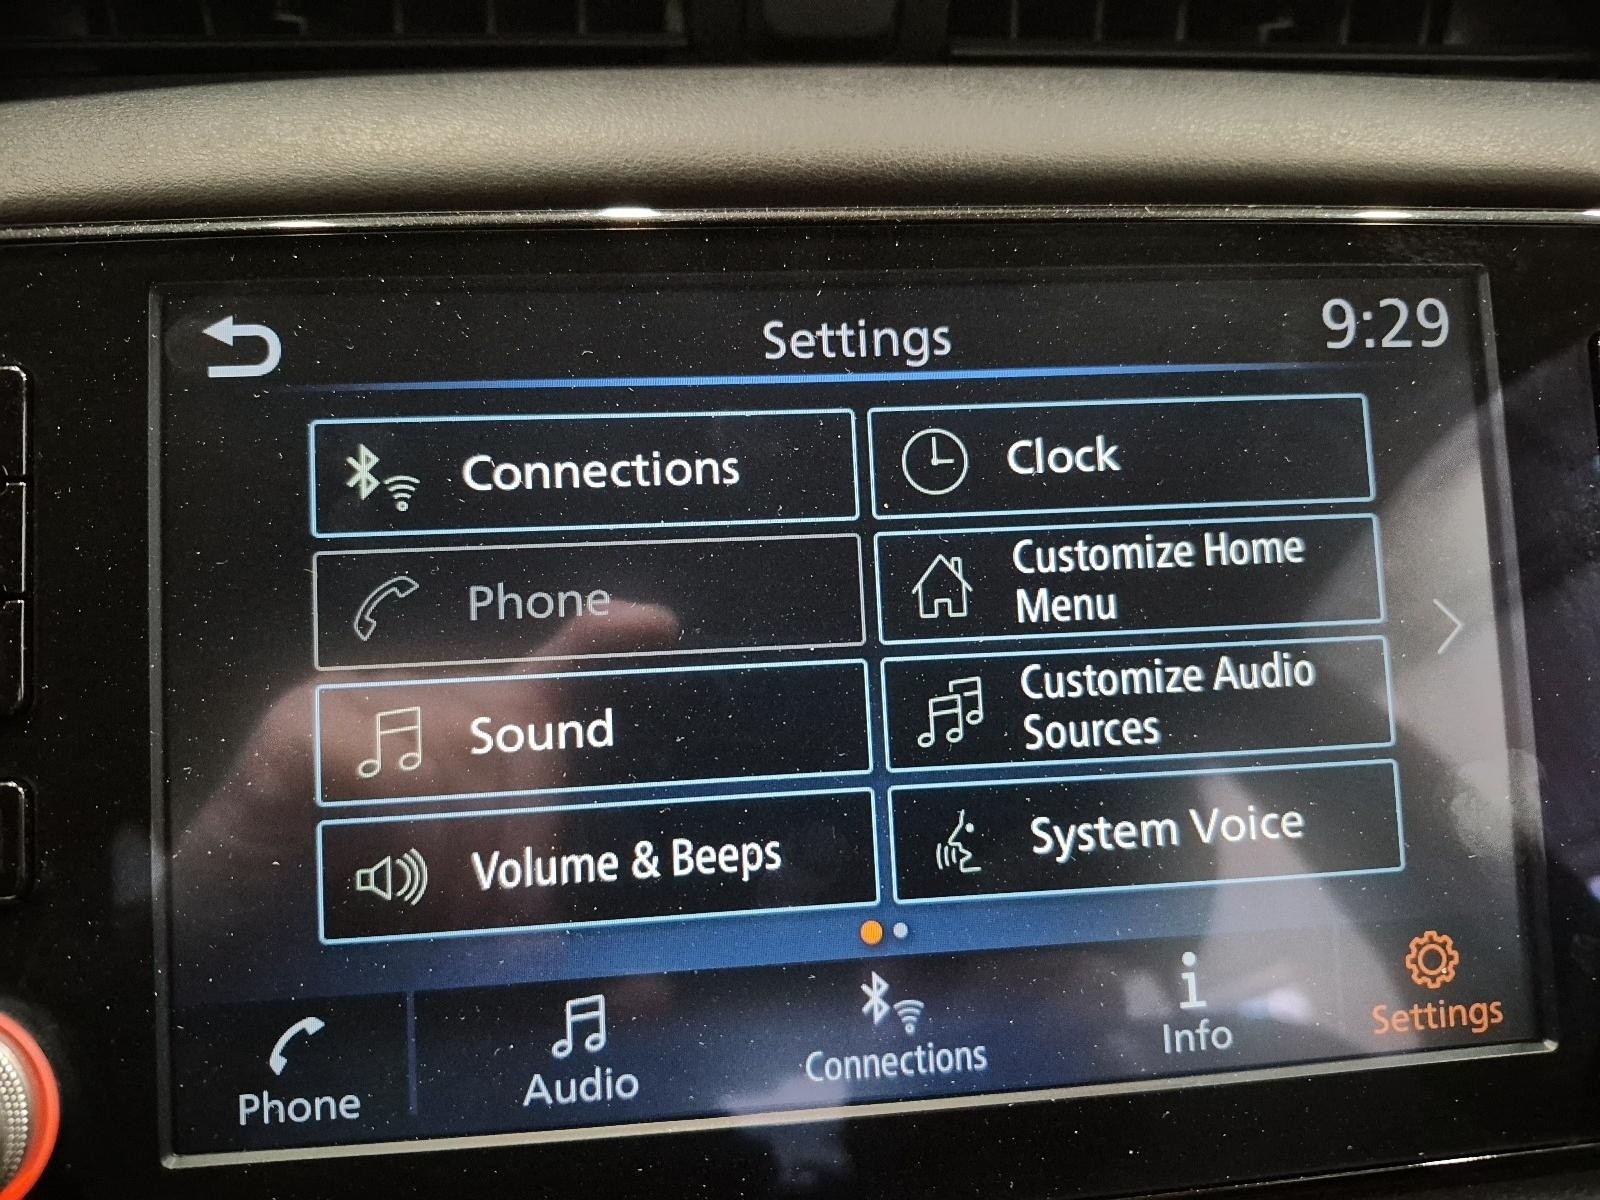 Settings
9:29
Connections
Clock
Phone
Customize Home
Menu
Sound
Customize Audio
Sources
Volume & Beeps
System Voice
Phone
Audio
Connections
Info
Settings